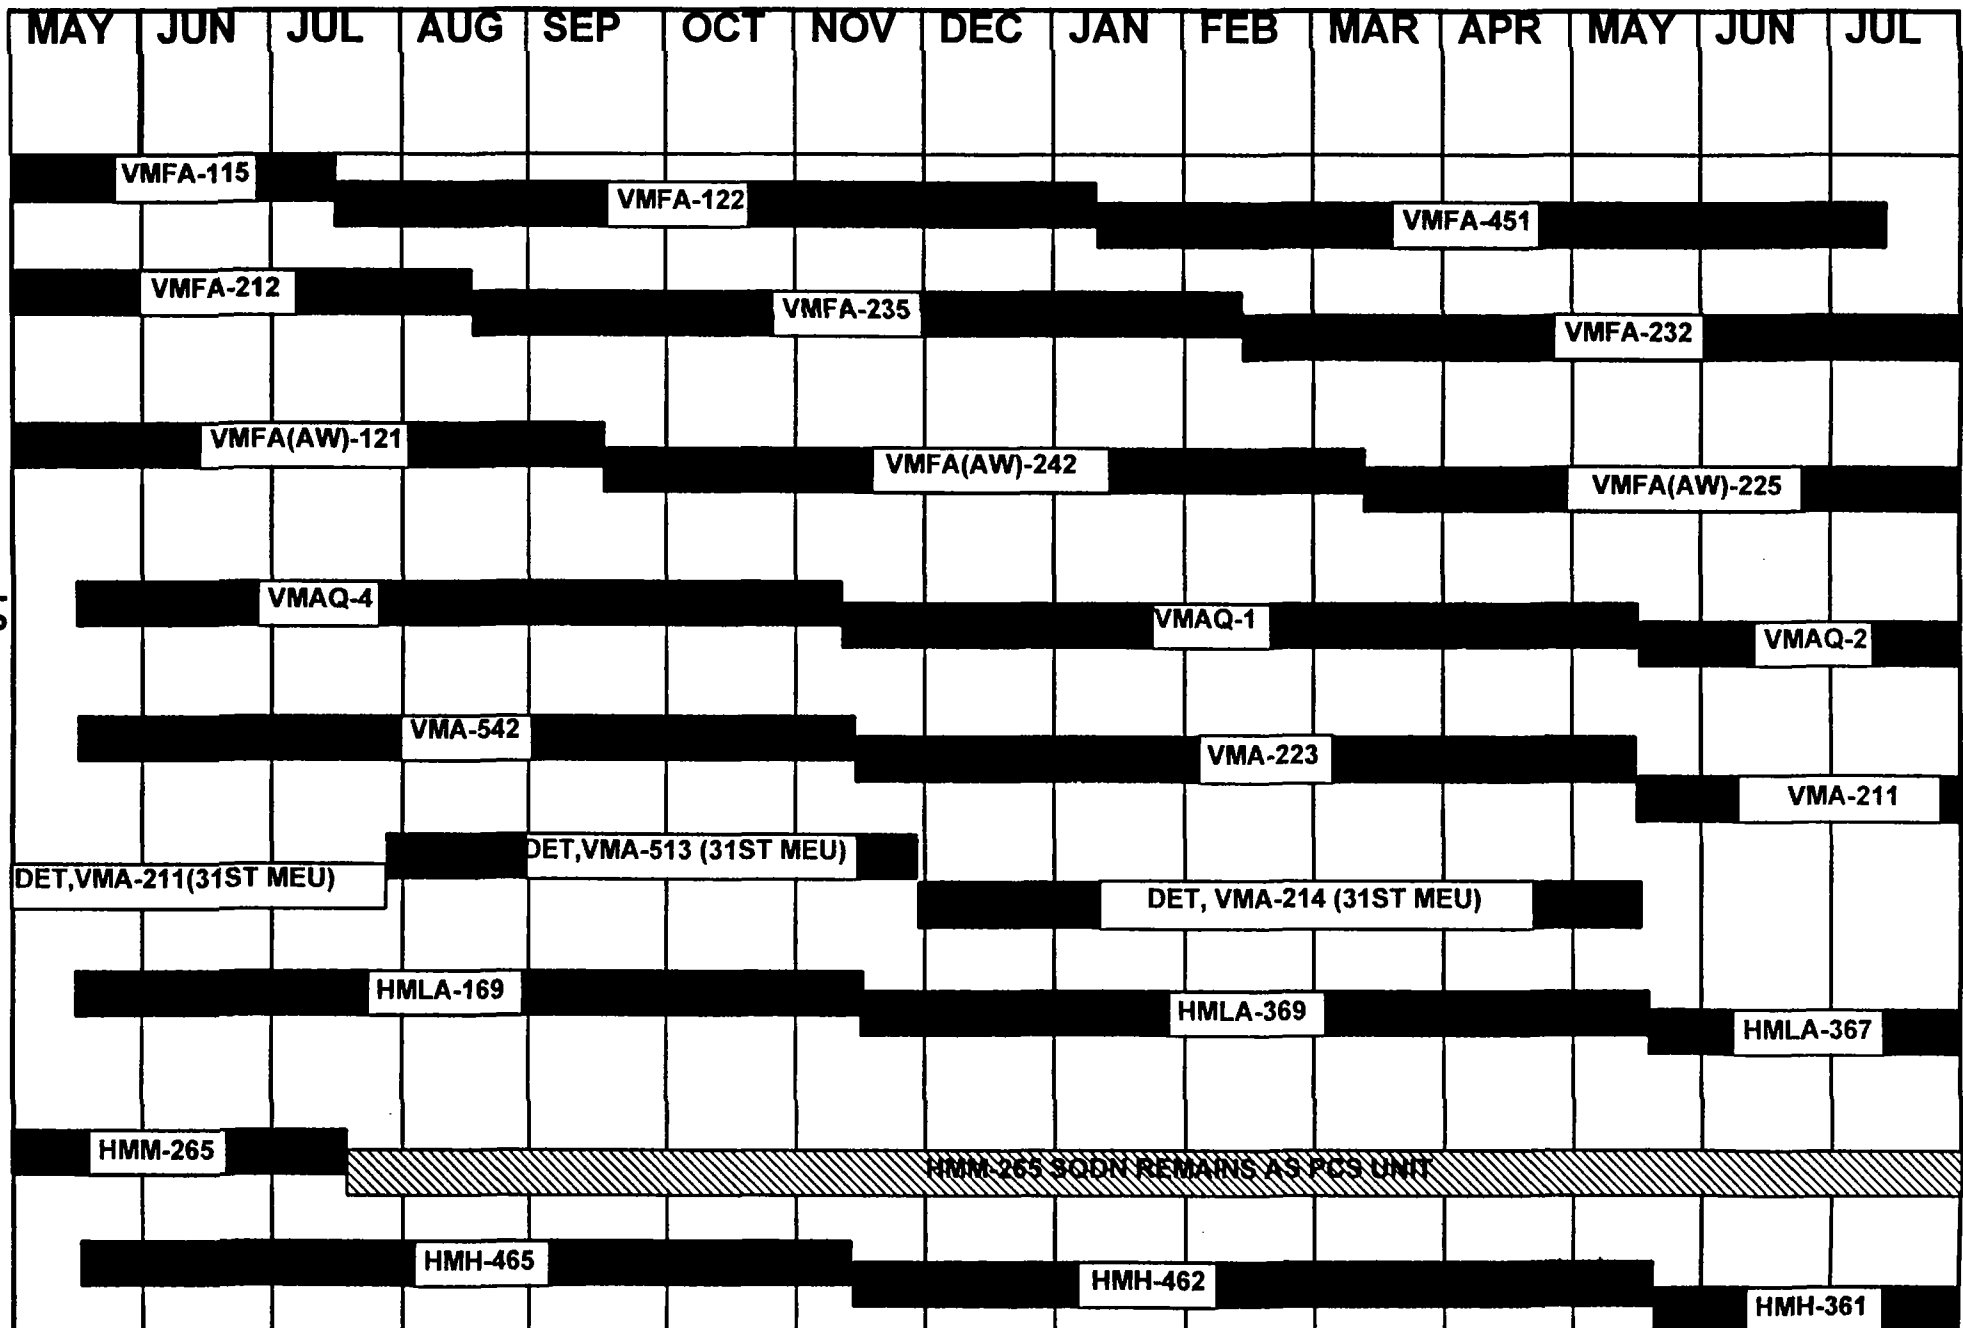 MAY JUN JUL AUG SEP OCT NOV DEC JAN FEB MAR APR MAY JUN JUL
VMFA-115
VMFA-122
VMFA-451
VMFA-212
VMFA-235
VMFA-232
VMFA(AW)-121
VMFA(AW)-242
VMFA(AW)-225
VMAQ-4
VMAQ-1
VMAQ-2
VMA-542
VMA-223
VMA-211
DET,VMA-513 (31ST MEU)
DET,VMA-211(31ST MEU)
DET, VMA-214 (31ST MEU)
HMLA-169
HMLA-369
HMLA-367
HMM-265
HMM-265 SQDN REMAINS AS PCS UNIT
HMH-465
HMH-462
HMH-361